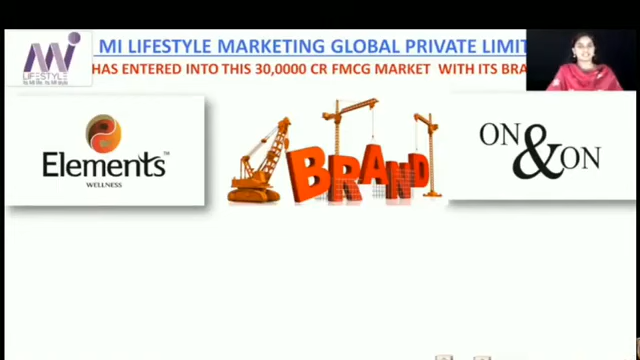 Mi
LIFESTYLE
MI LIFESTYLE MARKETING GLOBAL PRIVATE LIMIT
HAS ENTERED INTO THIS 30,0000 CR FMCG MARKET WITH ITS BRA
Elements™
WELLNESS
BRAND
ON & ON